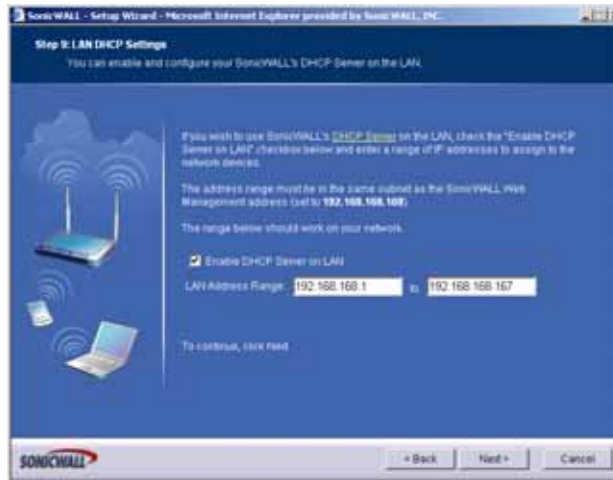 SonicWALL - Setup Wizard - Microsoft Internet Explorer provided by SonicWALL, INC.
Step 9: LAN DHCP Settings
You can enable and configure your SonicWALL's DHCP Server on the LAN.
If you wish to use SonicWALL's DHCP Server on the LAN, check the "Enable DHCP
Server on LAN" checkbox below and enter a range of IP addresses to assign to the
network devices.
The address range must be in the same subnet as the SonicWALL Web
Management address (set to 192.168.168.168)
The range below should work on your network.
Enable DHCP Server on LAN
LAN Address Range: 192.168.168.1 to 192.168.168.167
To continue, click Next.
SONICWALL
< Back Next > Cancel